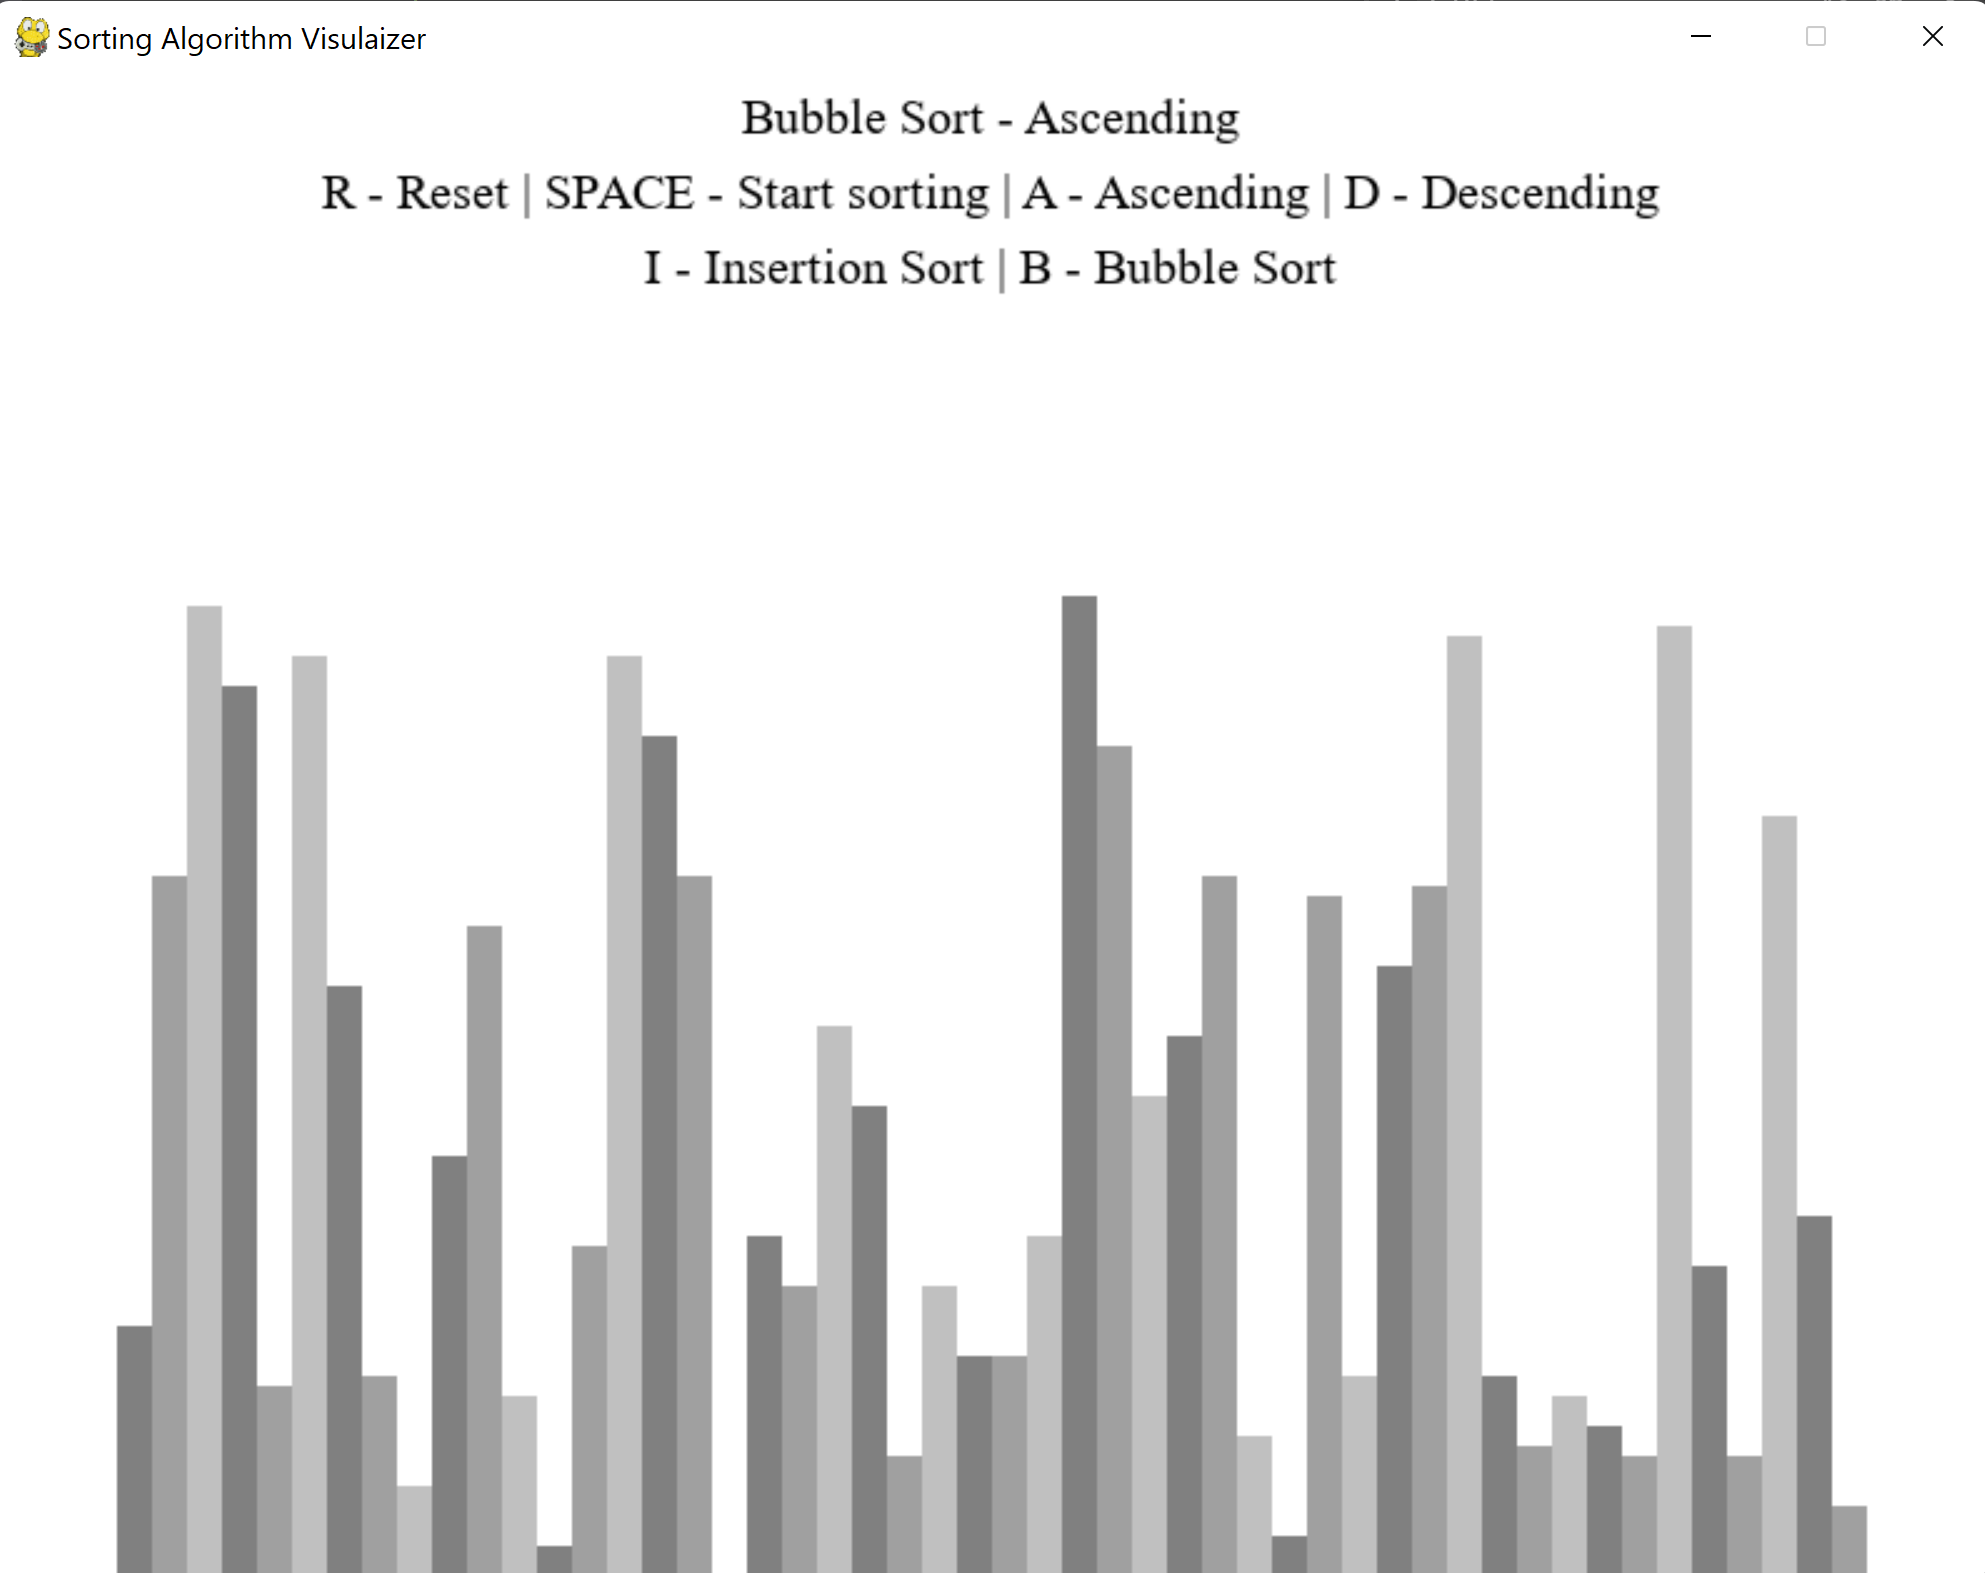 Sorting Algorithm Visulaizer
Bubble Sort - Ascending
R - Reset | SPACE - Start sorting | A - Ascending | D - Descending
I - Insertion Sort | B - Bubble Sort